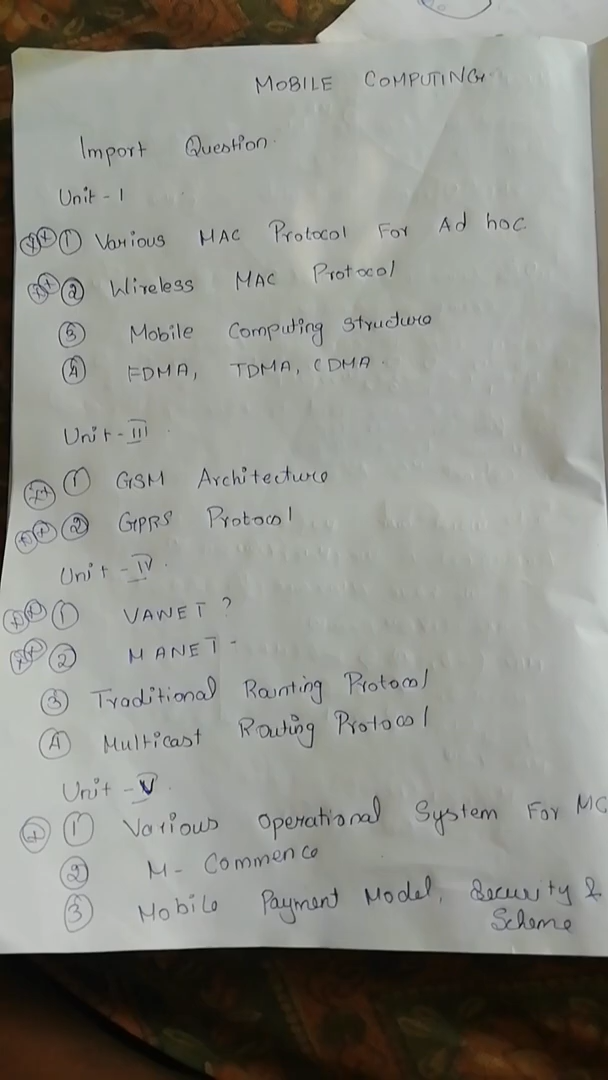 MOBILE COMPUTING
Import Question
Unit - I
① Various MAC Protocol For Ad hoc
② Wireless MAC Protocol
③ Mobile Computing Structure
④ FDMA, TDMA, CDMA
Unit - III
① GSM Architecture
② GPRS Protocol
Unit - IV
① VANET ?
② MANET -
③ Traditional Rounting Protocol
④ Multicast Routing Protocol
Unit - V
① Various Operational System For MC
② M- Commence
③ Mobile Payment Model, Security &
Scheme